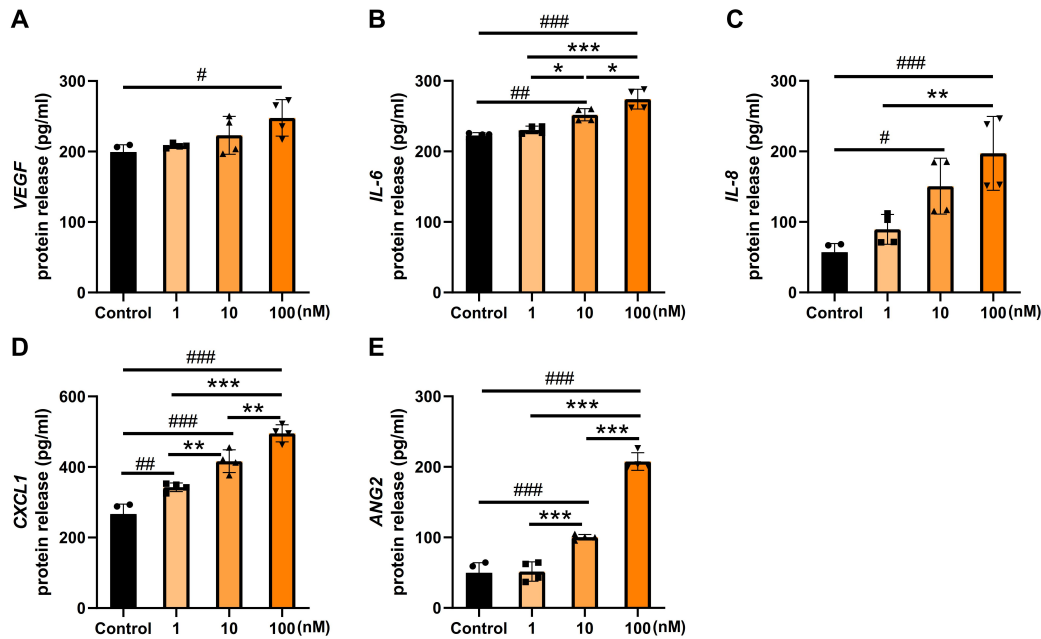 A
#
VEGF
protein release (pg/ml)
300
200
100
0
Control 1 10 100 (nM)
B
###
***
* *
##
IL-6
protein release (pg/ml)
300
200
100
0
Control 1 10 100 (nM)
C
###
**
#
IL-8
protein release (pg/ml)
300
200
100
0
Control 1 10 100 (nM)
D
###
***
**
###
**
##
CXCL1
protein release (pg/ml)
600
400
200
0
Control 1 10 100 (nM)
E
###
***
***
###
***
ANG2
protein release (pg/ml)
300
200
100
0
Control 1 10 100 (nM)